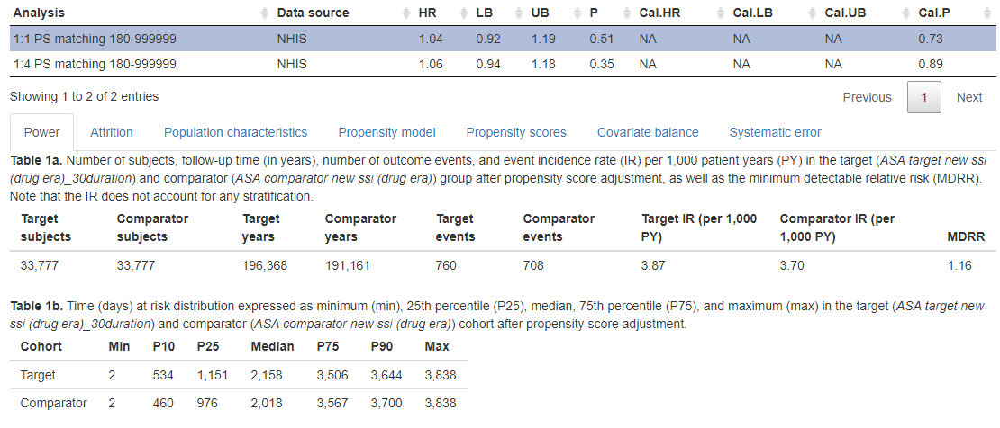 Analysis Data source HR LB UB P Cal.HR Cal.LB Cal.UB Cal.P
1:1 PS matching 180-999999 NHIS 1.04 0.92 1.19 0.51 NA NA NA 0.73
1:4 PS matching 180-999999 NHIS 1.06 0.94 1.18 0.35 NA NA NA 0.89
Showing 1 to 2 of 2 entries Previous 1 Next
Power Attrition Population characteristics Propensity model Propensity scores Covariate balance Systematic error
Table 1a. Number of subjects, follow-up time (in years), number of outcome events, and event incidence rate (IR) per 1,000 patient years (PY) in the target (ASA target new ssi
(drug era)_30duration) and comparator (ASA comparator new ssi (drug era)) group after propensity score adjustment, as well as the minimum detectable relative risk (MDRR).
Note that the IR does not account for any stratification.
Target Comparator Target Comparator Target Comparator Target IR (per 1,000 Comparator IR (per
subjects subjects years years events events PY) 1,000 PY) MDRR
33,777 33,777 196,368 191,161 760 708 3.87 3.70 1.16
Table 1b. Time (days) at risk distribution expressed as minimum (min), 25th percentile (P25), median, 75th percentile (P75), and maximum (max) in the target (ASA target new
ssi (drug era)_30duration) and comparator (ASA comparator new ssi (drug era)) cohort after propensity score adjustment.
Cohort Min P10 P25 Median P75 P90 Max
Target 2 534 1,151 2,158 3,506 3,644 3,838
Comparator 2 460 976 2,018 3,567 3,700 3,838